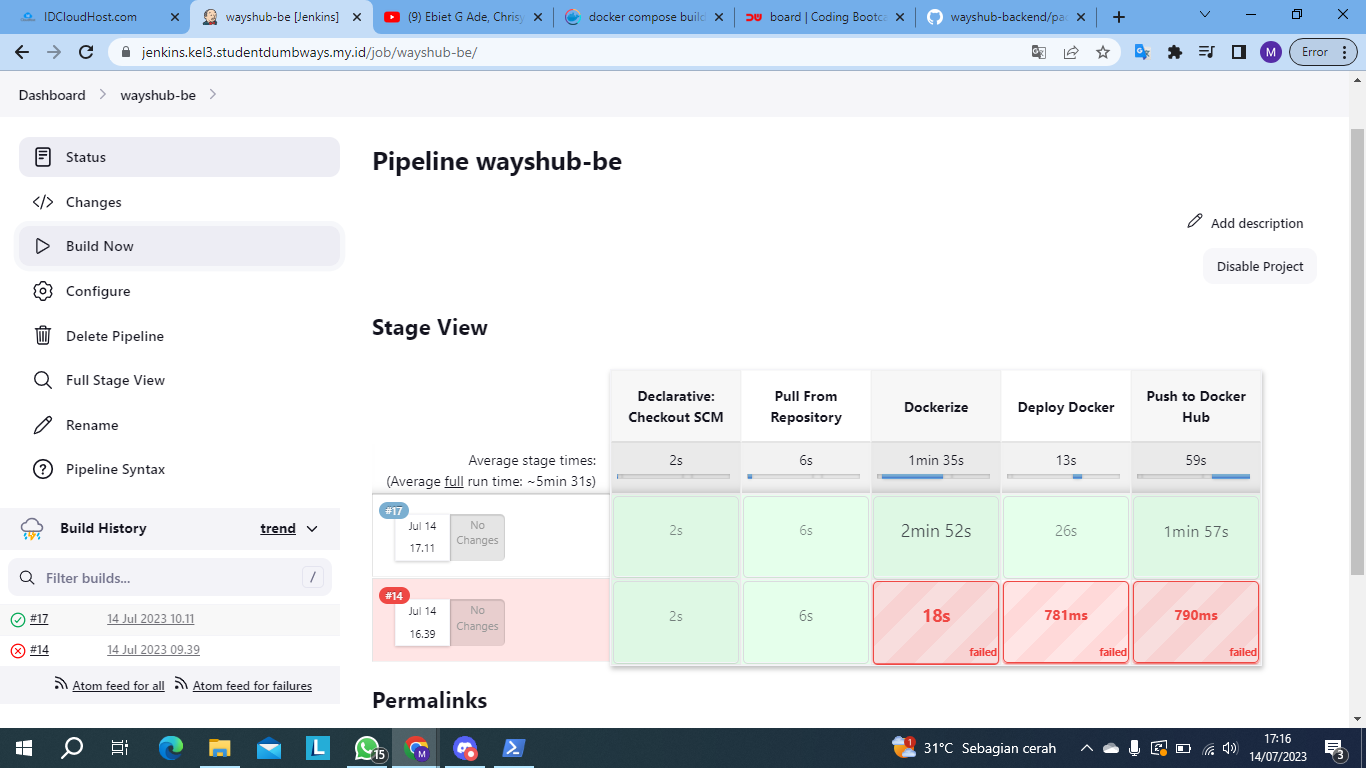 IDCloudHost.com
wayshub-be [Jenkins]
(9) Ebiet G Ade, Chrisy
docker compose build
board | Coding Bootca
wayshub-backend/pac
jenkins.kel3.studentdumbways.my.id/job/wayshub-be/
M
Error
Dashboard
wayshub-be
Status
Changes
Build Now
Configure
Delete Pipeline
Full Stage View
Rename
Pipeline Syntax
Build History
trend
Filter builds...
/
#17
14 Jul 2023 10.11
#14
14 Jul 2023 09.39
Atom feed for all
Atom feed for failures
Pipeline wayshub-be
Add description
Disable Project
Stage View
Declarative:
Checkout SCM
Pull From
Repository
Dockerize
Deploy Docker
Push to Docker
Hub
Average stage times:
(Average full run time: ~5min 31s)
2s
6s
1min 35s
13s
59s
#17
Jul 14
17.11
No
Changes
2s
6s
2min 52s
26s
1min 57s
#14
Jul 14
16.39
No
Changes
2s
6s
18s
failed
781ms
failed
790ms
failed
Permalinks
L
15
M
1
31°C Sebagian cerah
17:16
14/07/2023
3